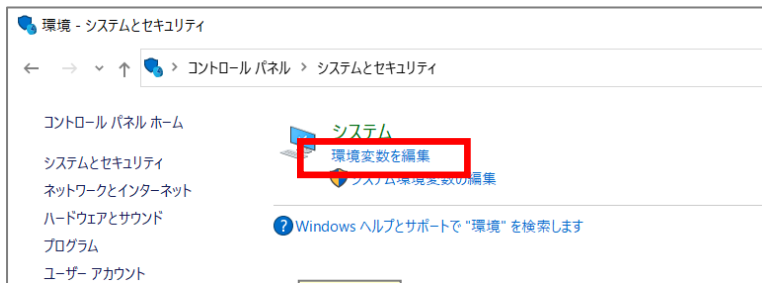 環境 - システムとセキュリティ
コントロール パネル > システムとセキュリティ
コントロール パネル ホーム
システムとセキュリティ
ネットワークとインターネット
ハードウェアとサウンド
プログラム
ユーザー アカウント
システム
環境変数を編集
システム環境変数の編集
Windows ヘルプとサポートで "環境" を検索します